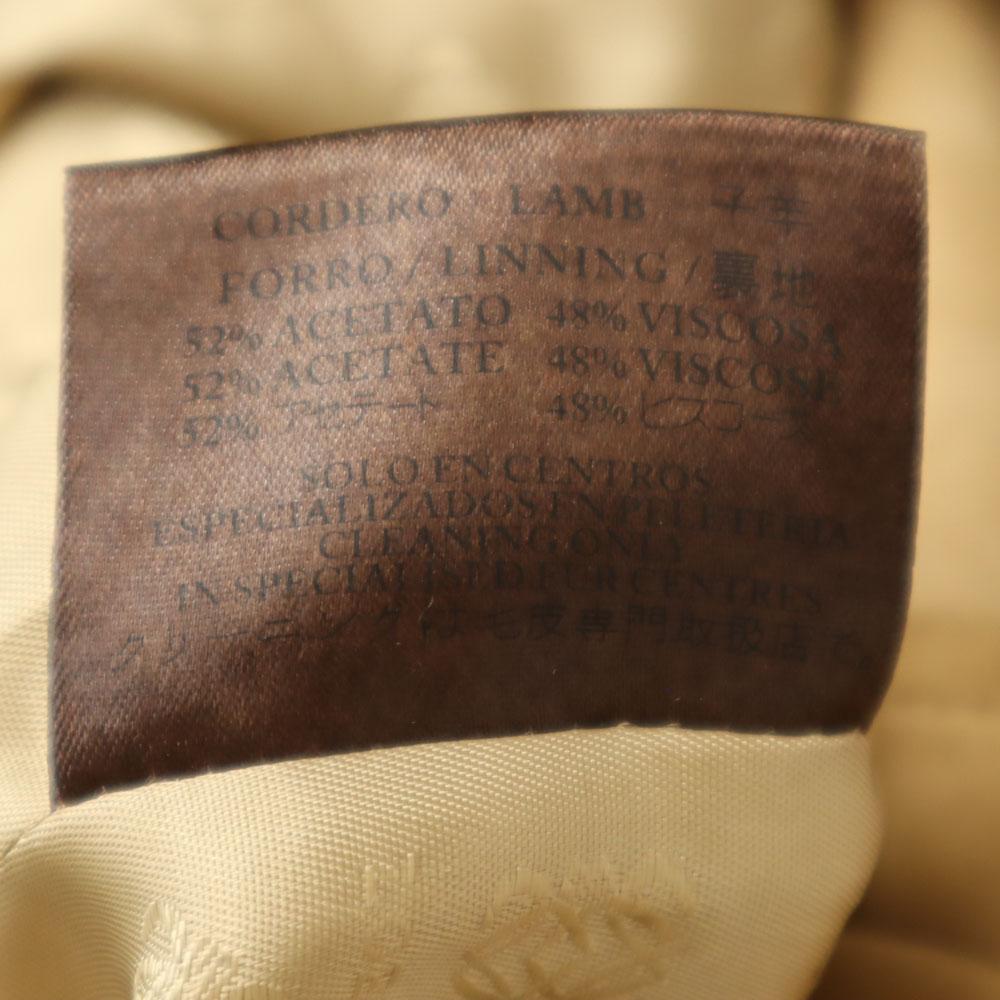 CORDERO LAMB 子羊
FORRO / LINNING / 裏地
52% ACETATO 48% VISCOSA
52% ACETATE 48% VISCOSE
52% アセテート 48% ビスコース
SOLO EN CENTROS
ESPECIALIZADOS EN PELETERIA
CLEANING ONLY
IN SPECIALISED FUR CENTRES
クリーニングは毛皮専門取扱店で。